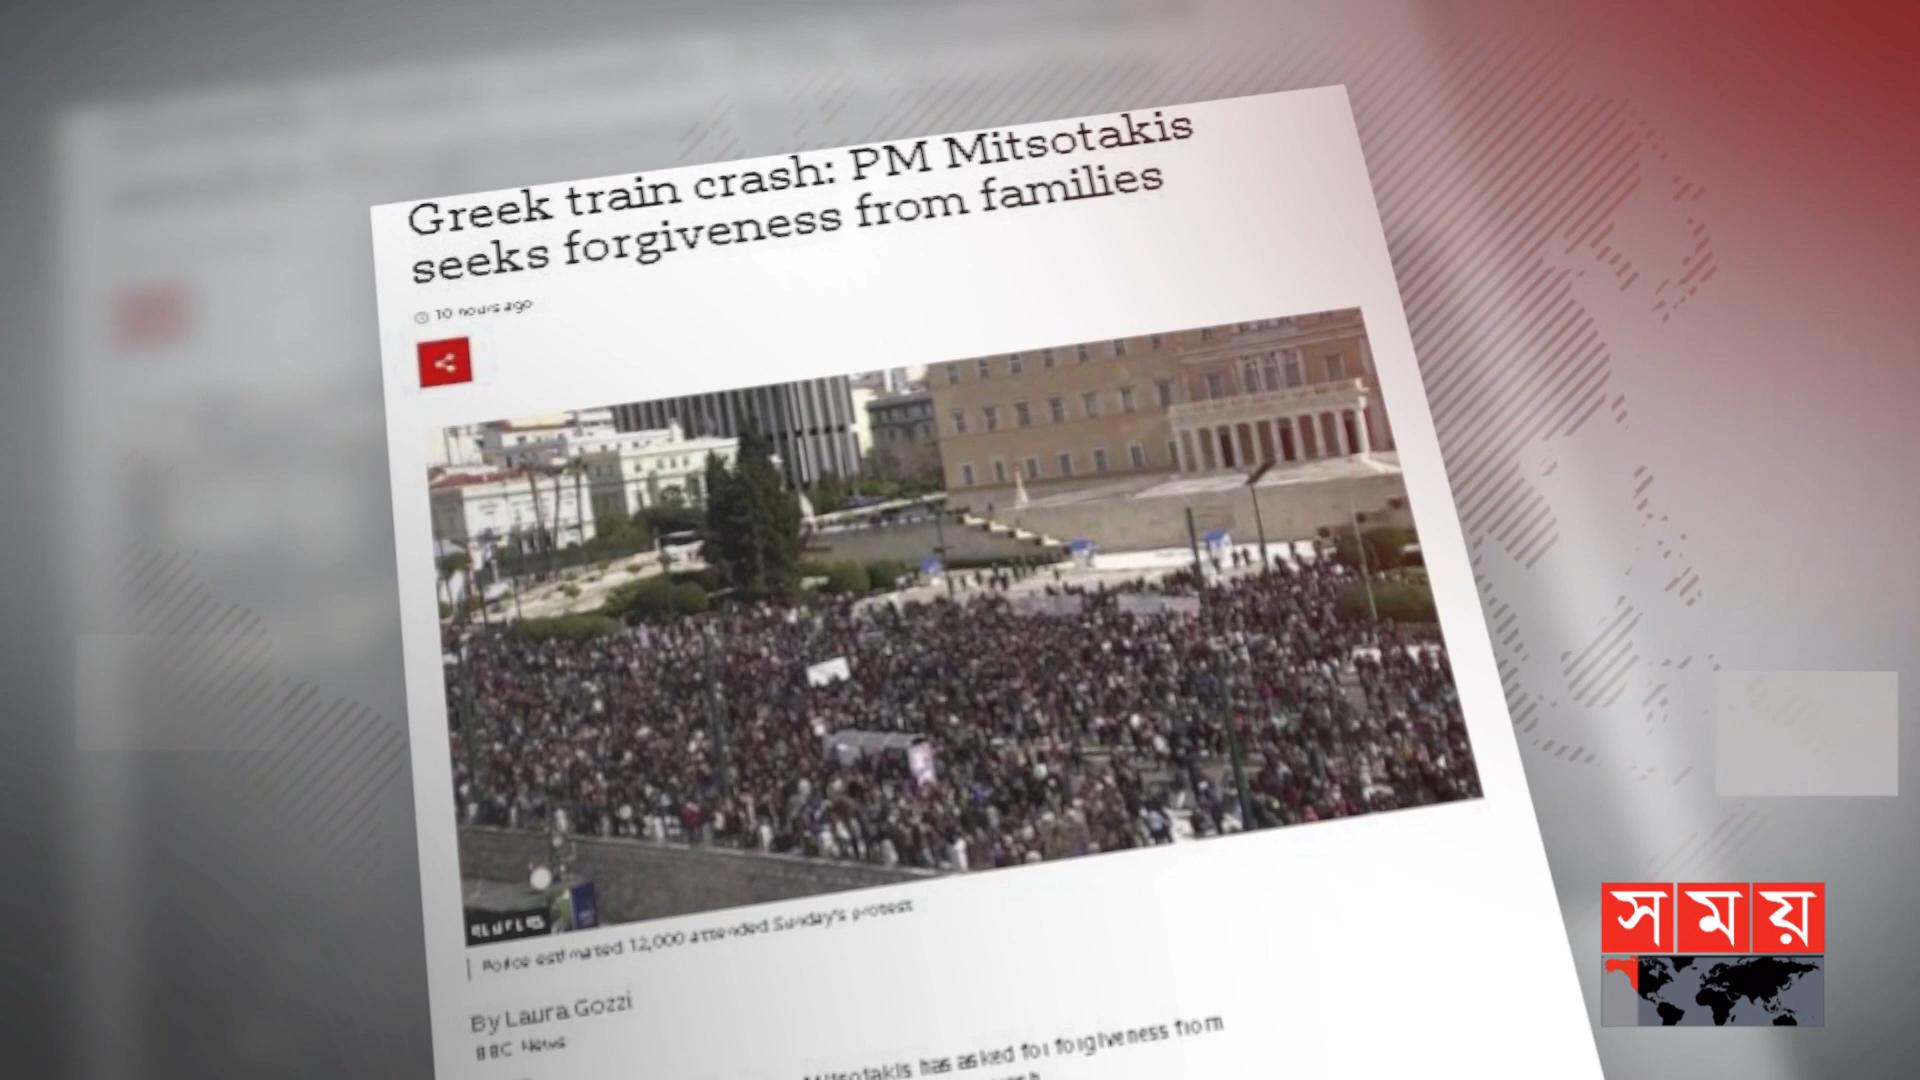 Greek train crash: PM Mitsotakis
seeks forgiveness from families
10 hours ago
REUTERS
Police estimated 12,000 attended Sunday's protest
By Laura Gozzi
BBC News
Mitsotakis has asked for forgiveness from
সময়